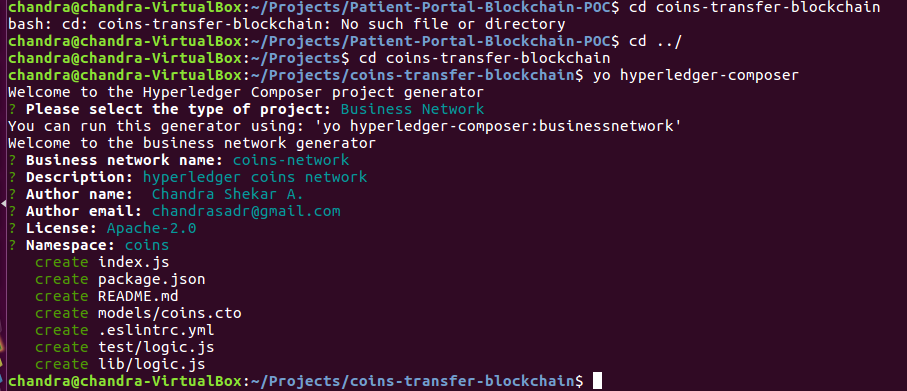 chandra@chandra-VirtualBox:~/Projects/Patient-Portal-Blockchain-POC$ cd coins-transfer-blockchain
bash: cd: coins-transfer-blockchain: No such file or directory
chandra@chandra-VirtualBox:~/Projects/Patient-Portal-Blockchain-POC$ cd ../
chandra@chandra-VirtualBox:~/Projects$ cd coins-transfer-blockchain
chandra@chandra-VirtualBox:~/Projects/coins-transfer-blockchain$ yo hyperledger-composer
Welcome to the Hyperledger Composer project generator
? Please select the type of project: Business Network
You can run this generator using: 'yo hyperledger-composer:businessnetwork'
Welcome to the business network generator
? Business network name: coins-network
? Description: hyperledger coins network
? Author name:  Chandra Shekar A.
? Author email: chandrasadr@gmail.com
? License: Apache-2.0
? Namespace: coins
   create index.js
   create package.json
   create README.md
   create models/coins.cto
   create .eslintrc.yml
   create test/logic.js
   create lib/logic.js
chandra@chandra-VirtualBox:~/Projects/coins-transfer-blockchain$